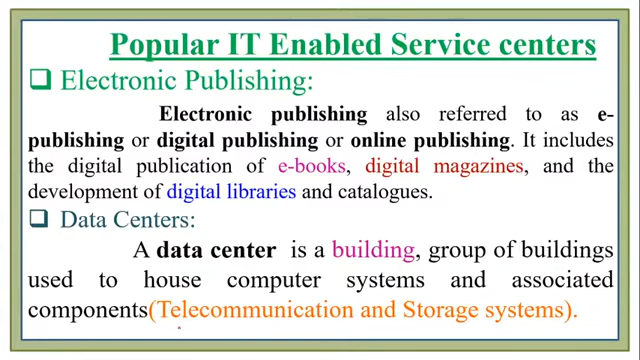 Popular IT Enabled Service centers
❑ Electronic Publishing:
Electronic publishing also referred to as e-
publishing or digital publishing or online publishing. It includes
the digital publication of e-books, digital magazines, and the
development of digital libraries and catalogues.
❑ Data Centers:
A data center is a building, group of buildings
used to house computer systems and associated
components(Telecommunication and Storage systems).